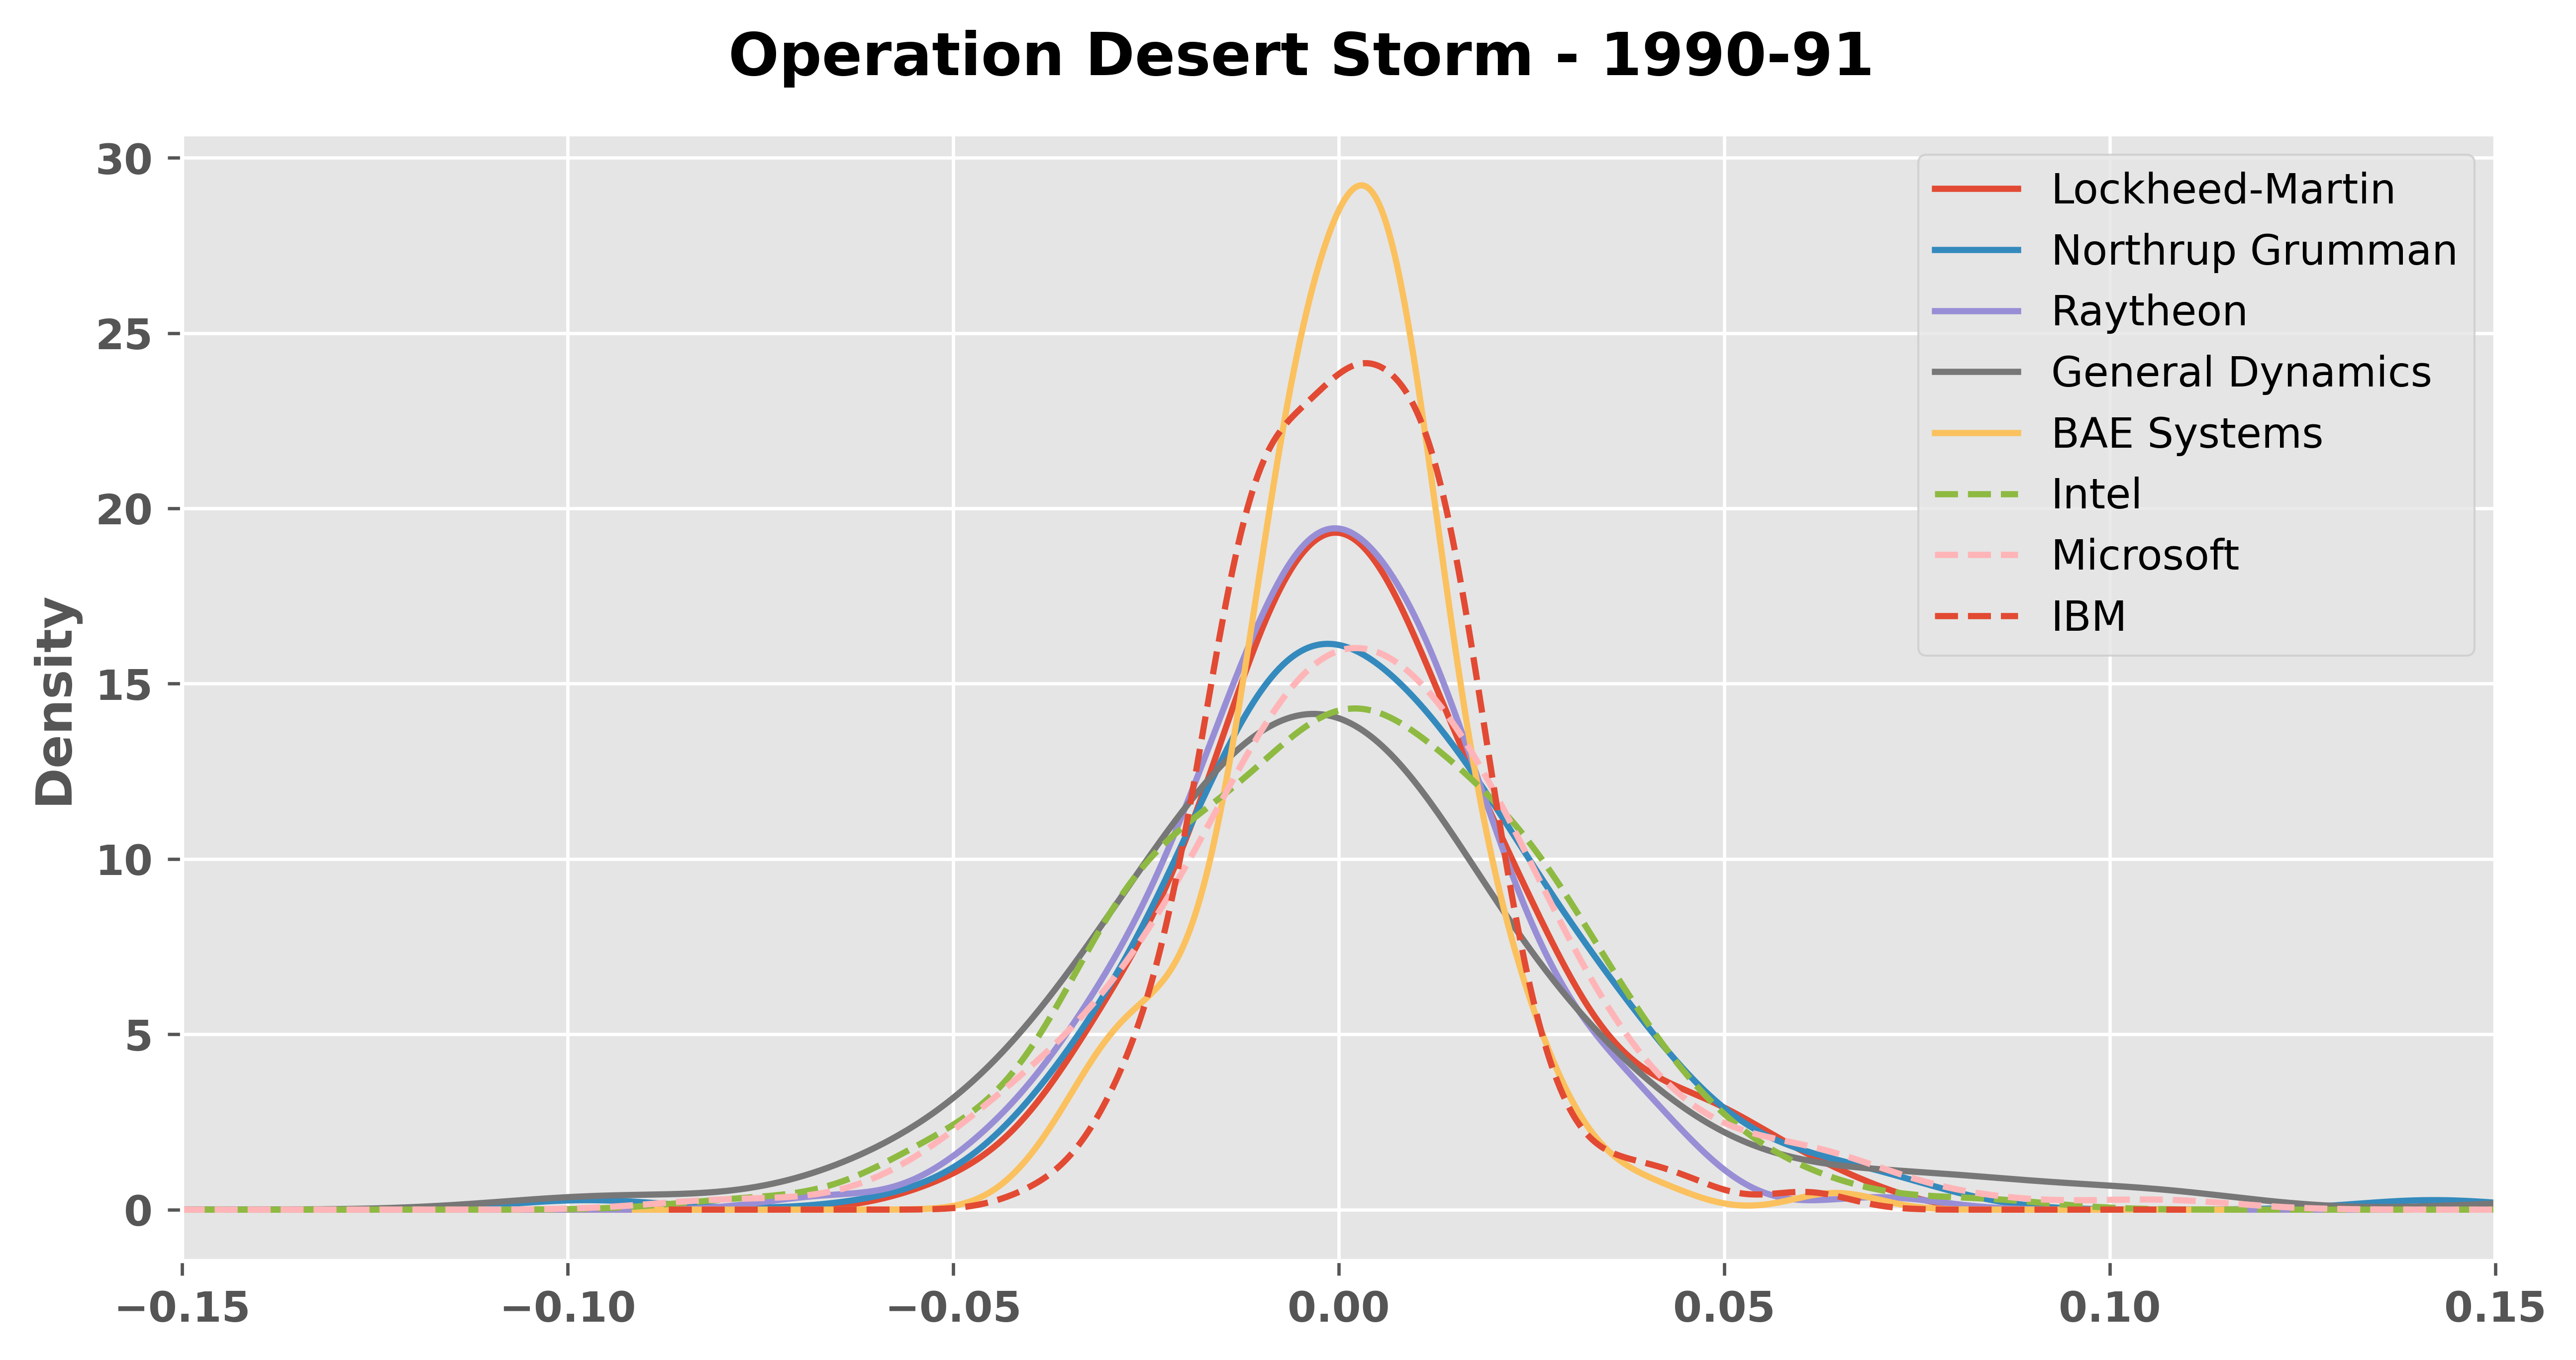 Operation Desert Storm - 1990-91
30
25
20
15
10
5
0
Density
−0.15
−0.10
−0.05
0.00
0.05
0.10
0.15
Lockheed-Martin
Northrup Grumman
Raytheon
General Dynamics
BAE Systems
Intel
Microsoft
IBM